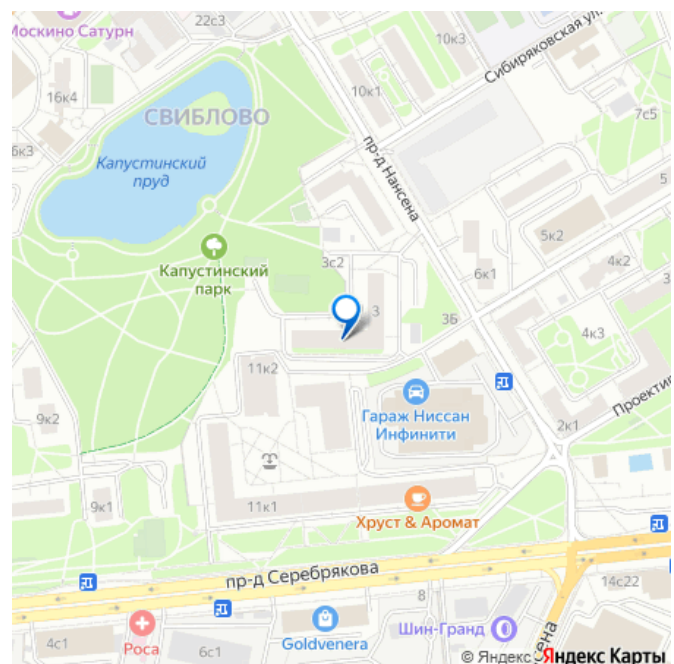 Москино Сатурн
22с3
10к3
Сибиряковская ул.
16к4
10к1
7с5
СВИБЛОВО
6к3
Капустинский
пруд
пр-д Нансена
5
5к2
Капустинский
парк
3с2
6к1
4к2
3
3Б
3
4к3
11к2
Гараж Ниссан
Инфинити
9к2
2к1
Проектир
9к1
11к1
Хруст & Аромат
пр-д Серебрякова
14с22
8
4с1
Роса
6с1
Goldvenera
Шин-Гранд
сена
© Яндекс
Яндекс Карты